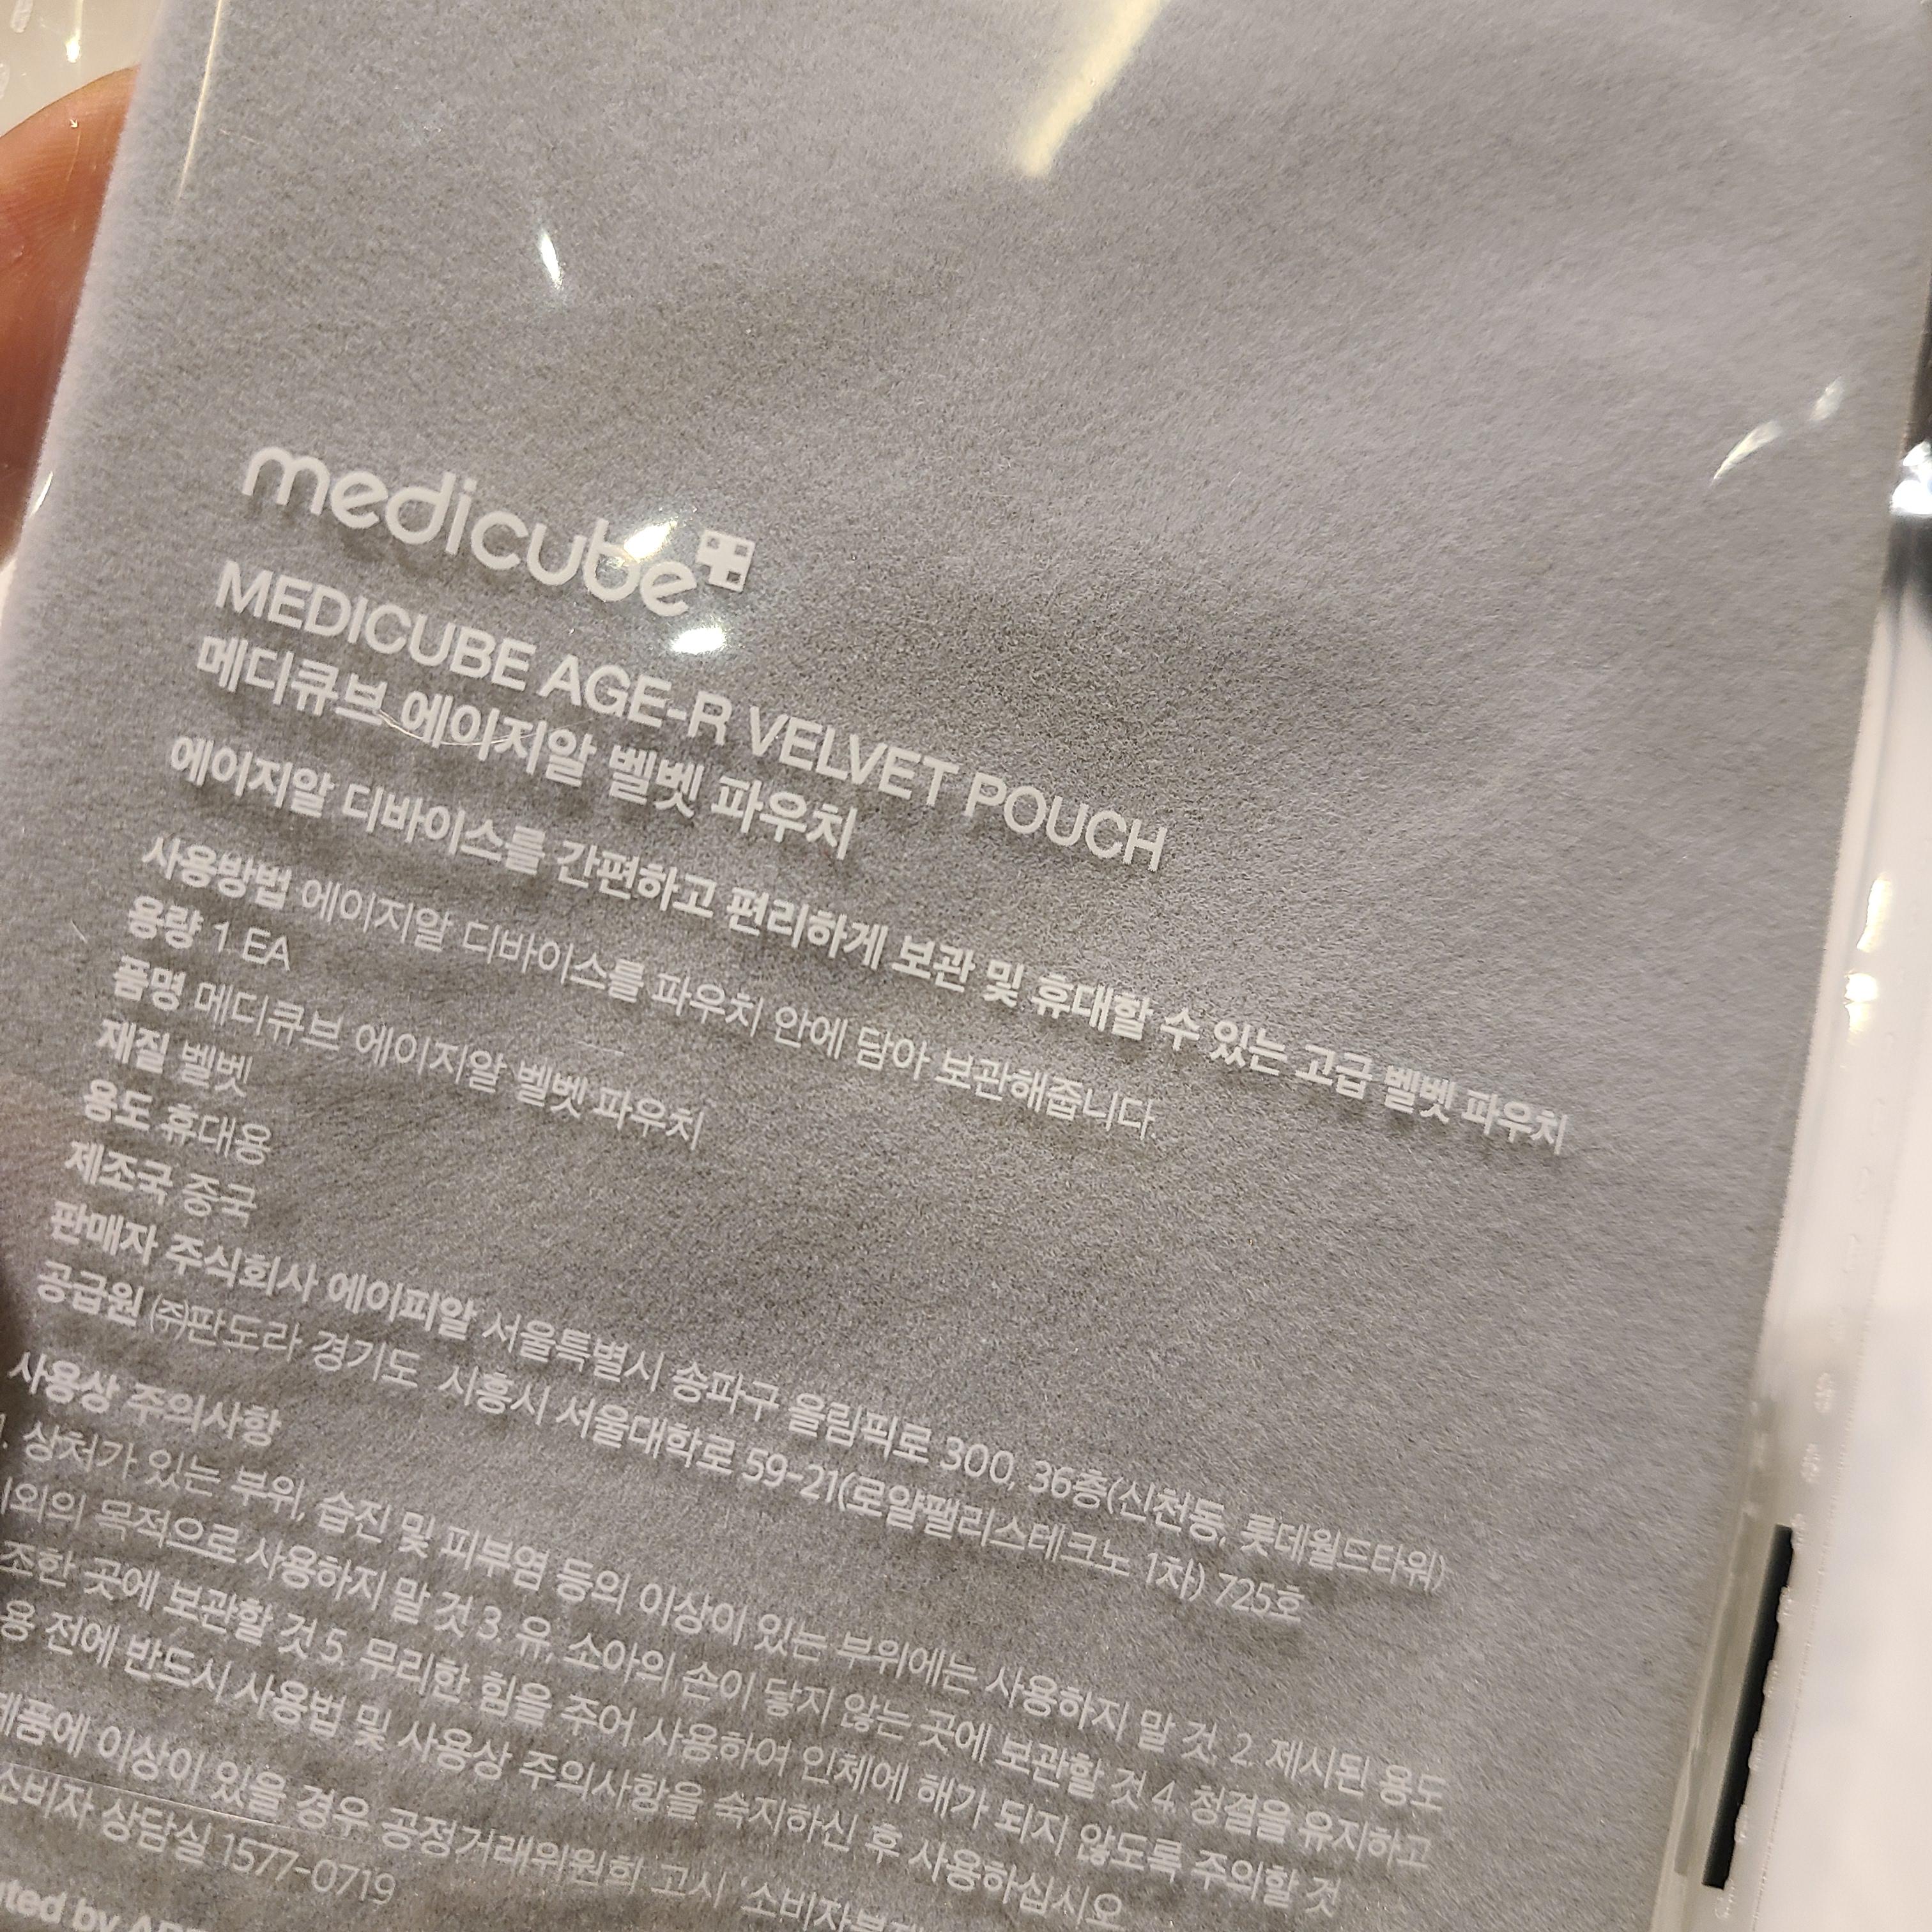 medicube
MEDICUBE AGE-R VELVET POUCH
메디큐브 에이지알 벨벳 파우치
에이지알 디바이스를 간편하고 편리하게 보관 및 휴대할 수 있는 고급 벨벳 파우치
사용방법 에이지알 디바이스를 파우치 안에 담아 보관해줍니다.
용량 1 EA
품명 메디큐브 에이지알 벨벳 파우치
재질 벨벳
용도 휴대용
제조국 중국
판매자 주식회사 에이피알 서울특별시 송파구 올림픽로 300, 36층(신천동, 롯데월드타워)
공급원 ㈜판도라 경기도 시흥시 서울대학로 59-21(로얄팰리스테크노 1차) 725호
사용상 주의사항
1. 상처가 있는 부위, 습진 및 피부염 등의 이상이 있는 부위에는 사용하지 말 것. 2. 제시된 용도
이외의 목적으로 사용하지 말 것 3. 유, 소아의 손이 닿지 않는 곳에 보관할 것 4. 청결을 유지하고
조한 곳에 보관할 것 5. 무리한 힘을 주어 사용하여 인체에 해가 되지 않도록 주의할 것
용 전에 반드시 사용법 및 사용상 주의사항을 숙지하신 후 사용하십시오
제품에 이상이 있을 경우 공정거래위원회 고시 '소비자분
소비자 상담실 1577-0719
uted by